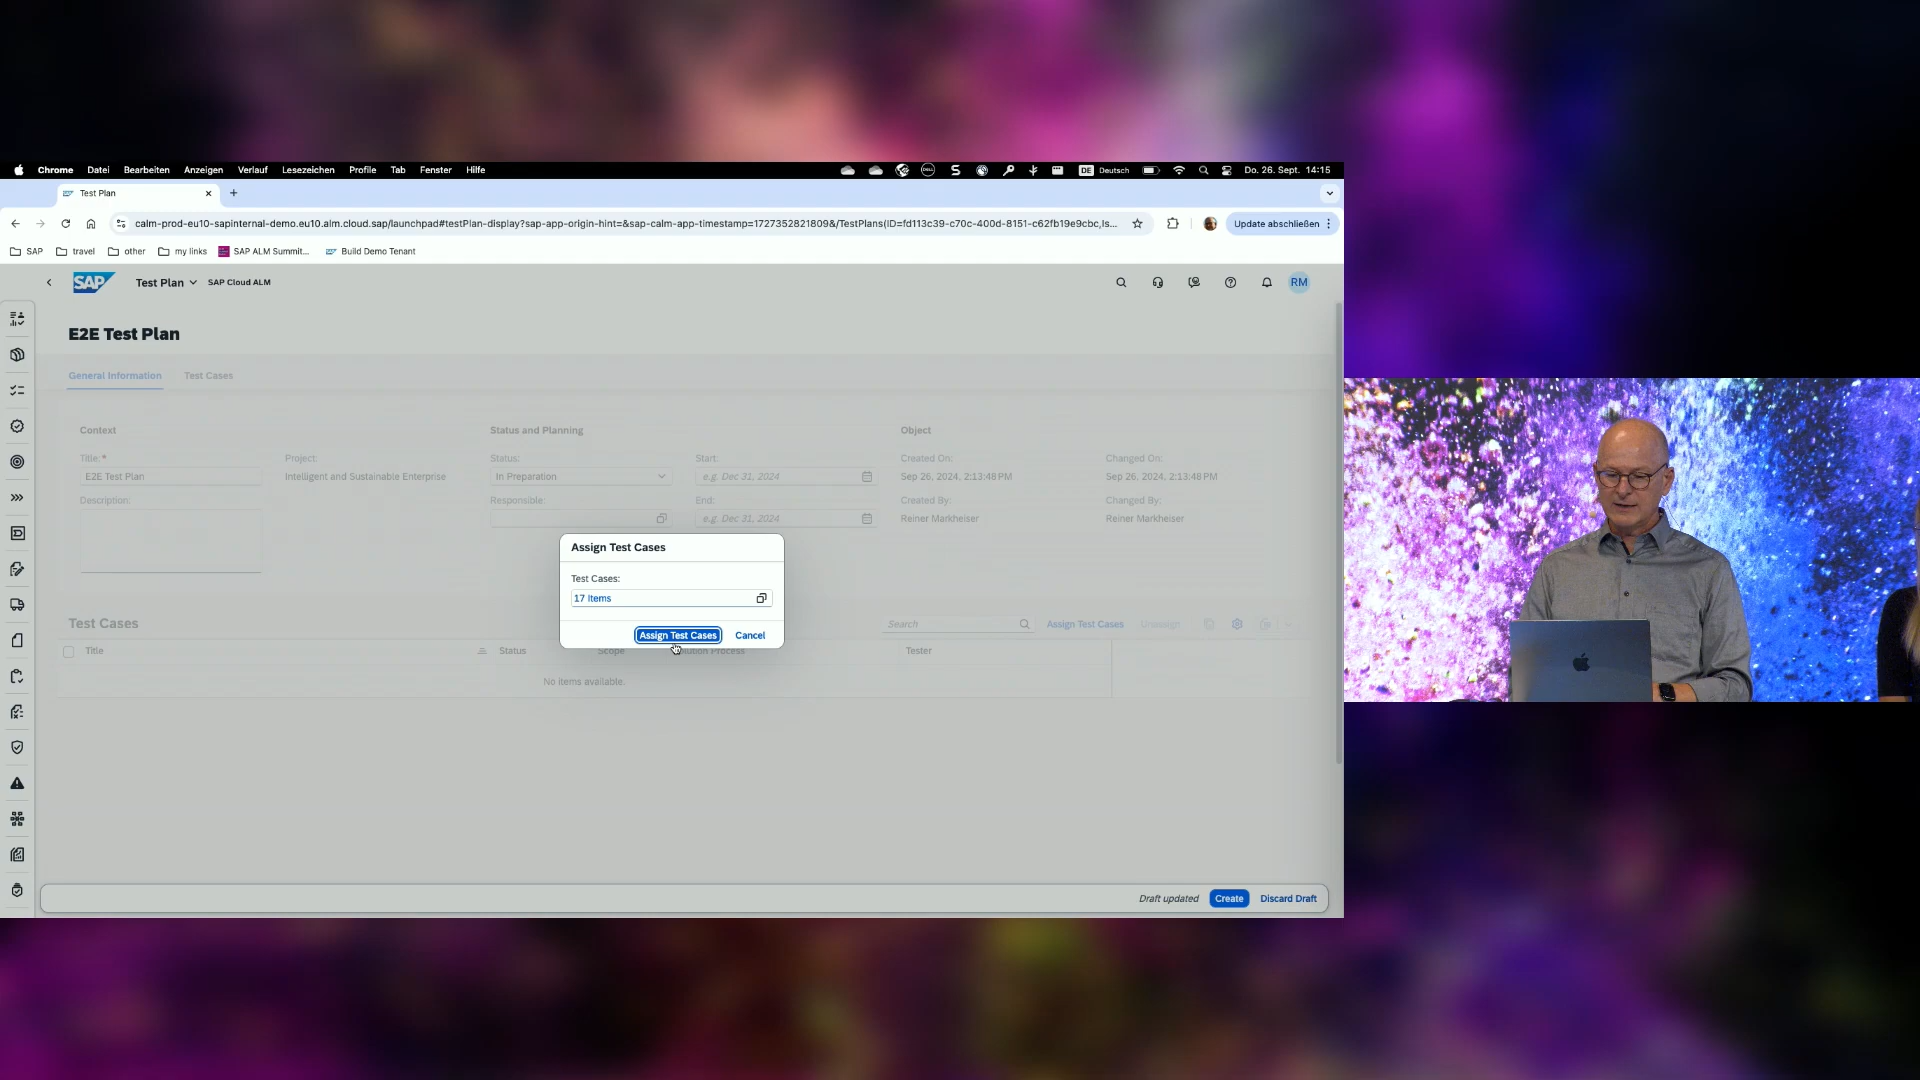 Chrome Datei Bearbeiten Anzeigen Verlauf Lesezeichen Profile Tab Fenster Hilfe DE Deutsch Do. 26. Sept. 14:15
Test Plan
calm-prod-eu10-sapinternal-demo.eu10.alm.cloud.sap/launchpad#testPlan-display?sap-app-origin-hint=&sap-calm-app-timestamp=1727352821809&/TestPlans(ID=fd113c39-c70c-400d-8151-c62fb19e9cbc,Is... Update abschließen
SAP travel other my links SAP ALM Summit... Build Demo Tenant
SAP Test Plan SAP Cloud ALM RM
E2E Test Plan
General Information Test Cases
Context Status and Planning Object
Title:* Project: Status: Start: Created On: Changed On:
E2E Test Plan Intelligent and Sustainable Enterprise In Preparation e.g. Dec 31, 2024 Sep 26, 2024, 2:13:48 PM Sep 26, 2024, 2:13:48 PM
Description: Responsible: End: Created By: Changed By:
e.g. Dec 31, 2024 Reiner Markheiser Reiner Markheiser
Assign Test Cases
Test Cases:
17 Items
Assign Test Cases Cancel
Test Cases Search Assign Test Cases Unassign
Title Status Scope Solution Process Tester
No items available.
Draft updated Create Discard Draft